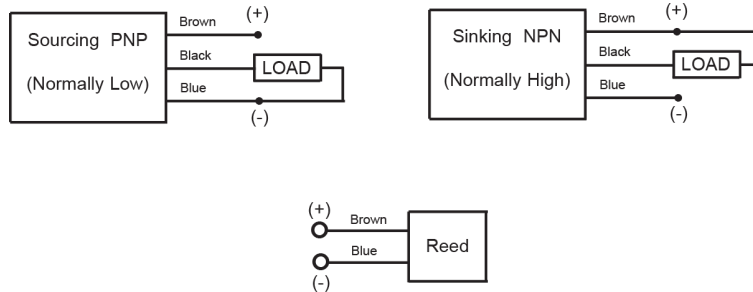 Sourcing PNP
(Normally Low)
Brown
(+)
Black
LOAD
Blue
(-)
Sinking NPN
(Normally High)
Brown
(+)
Black
LOAD
Blue
(-)
(+)
Brown
Blue
(-)
Reed